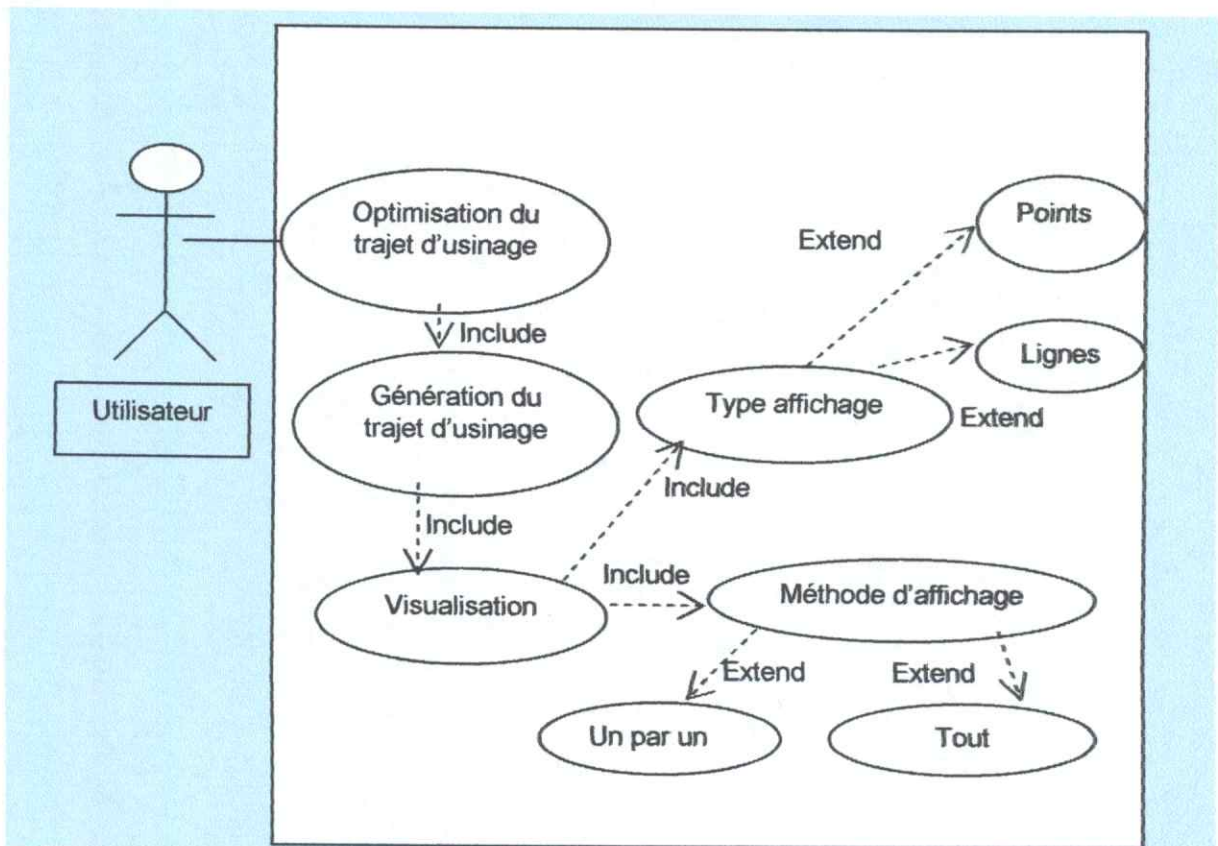 Optimisation du
trajet d'usinage
Points
Extend
Include
Lignes
Génération du
trajet d'usinage
Type affichage
Utilisateur
Extend
Include
Include
Include
Visualisation
Méthode d'affichage
Extend
Extend
Un par un
Tout